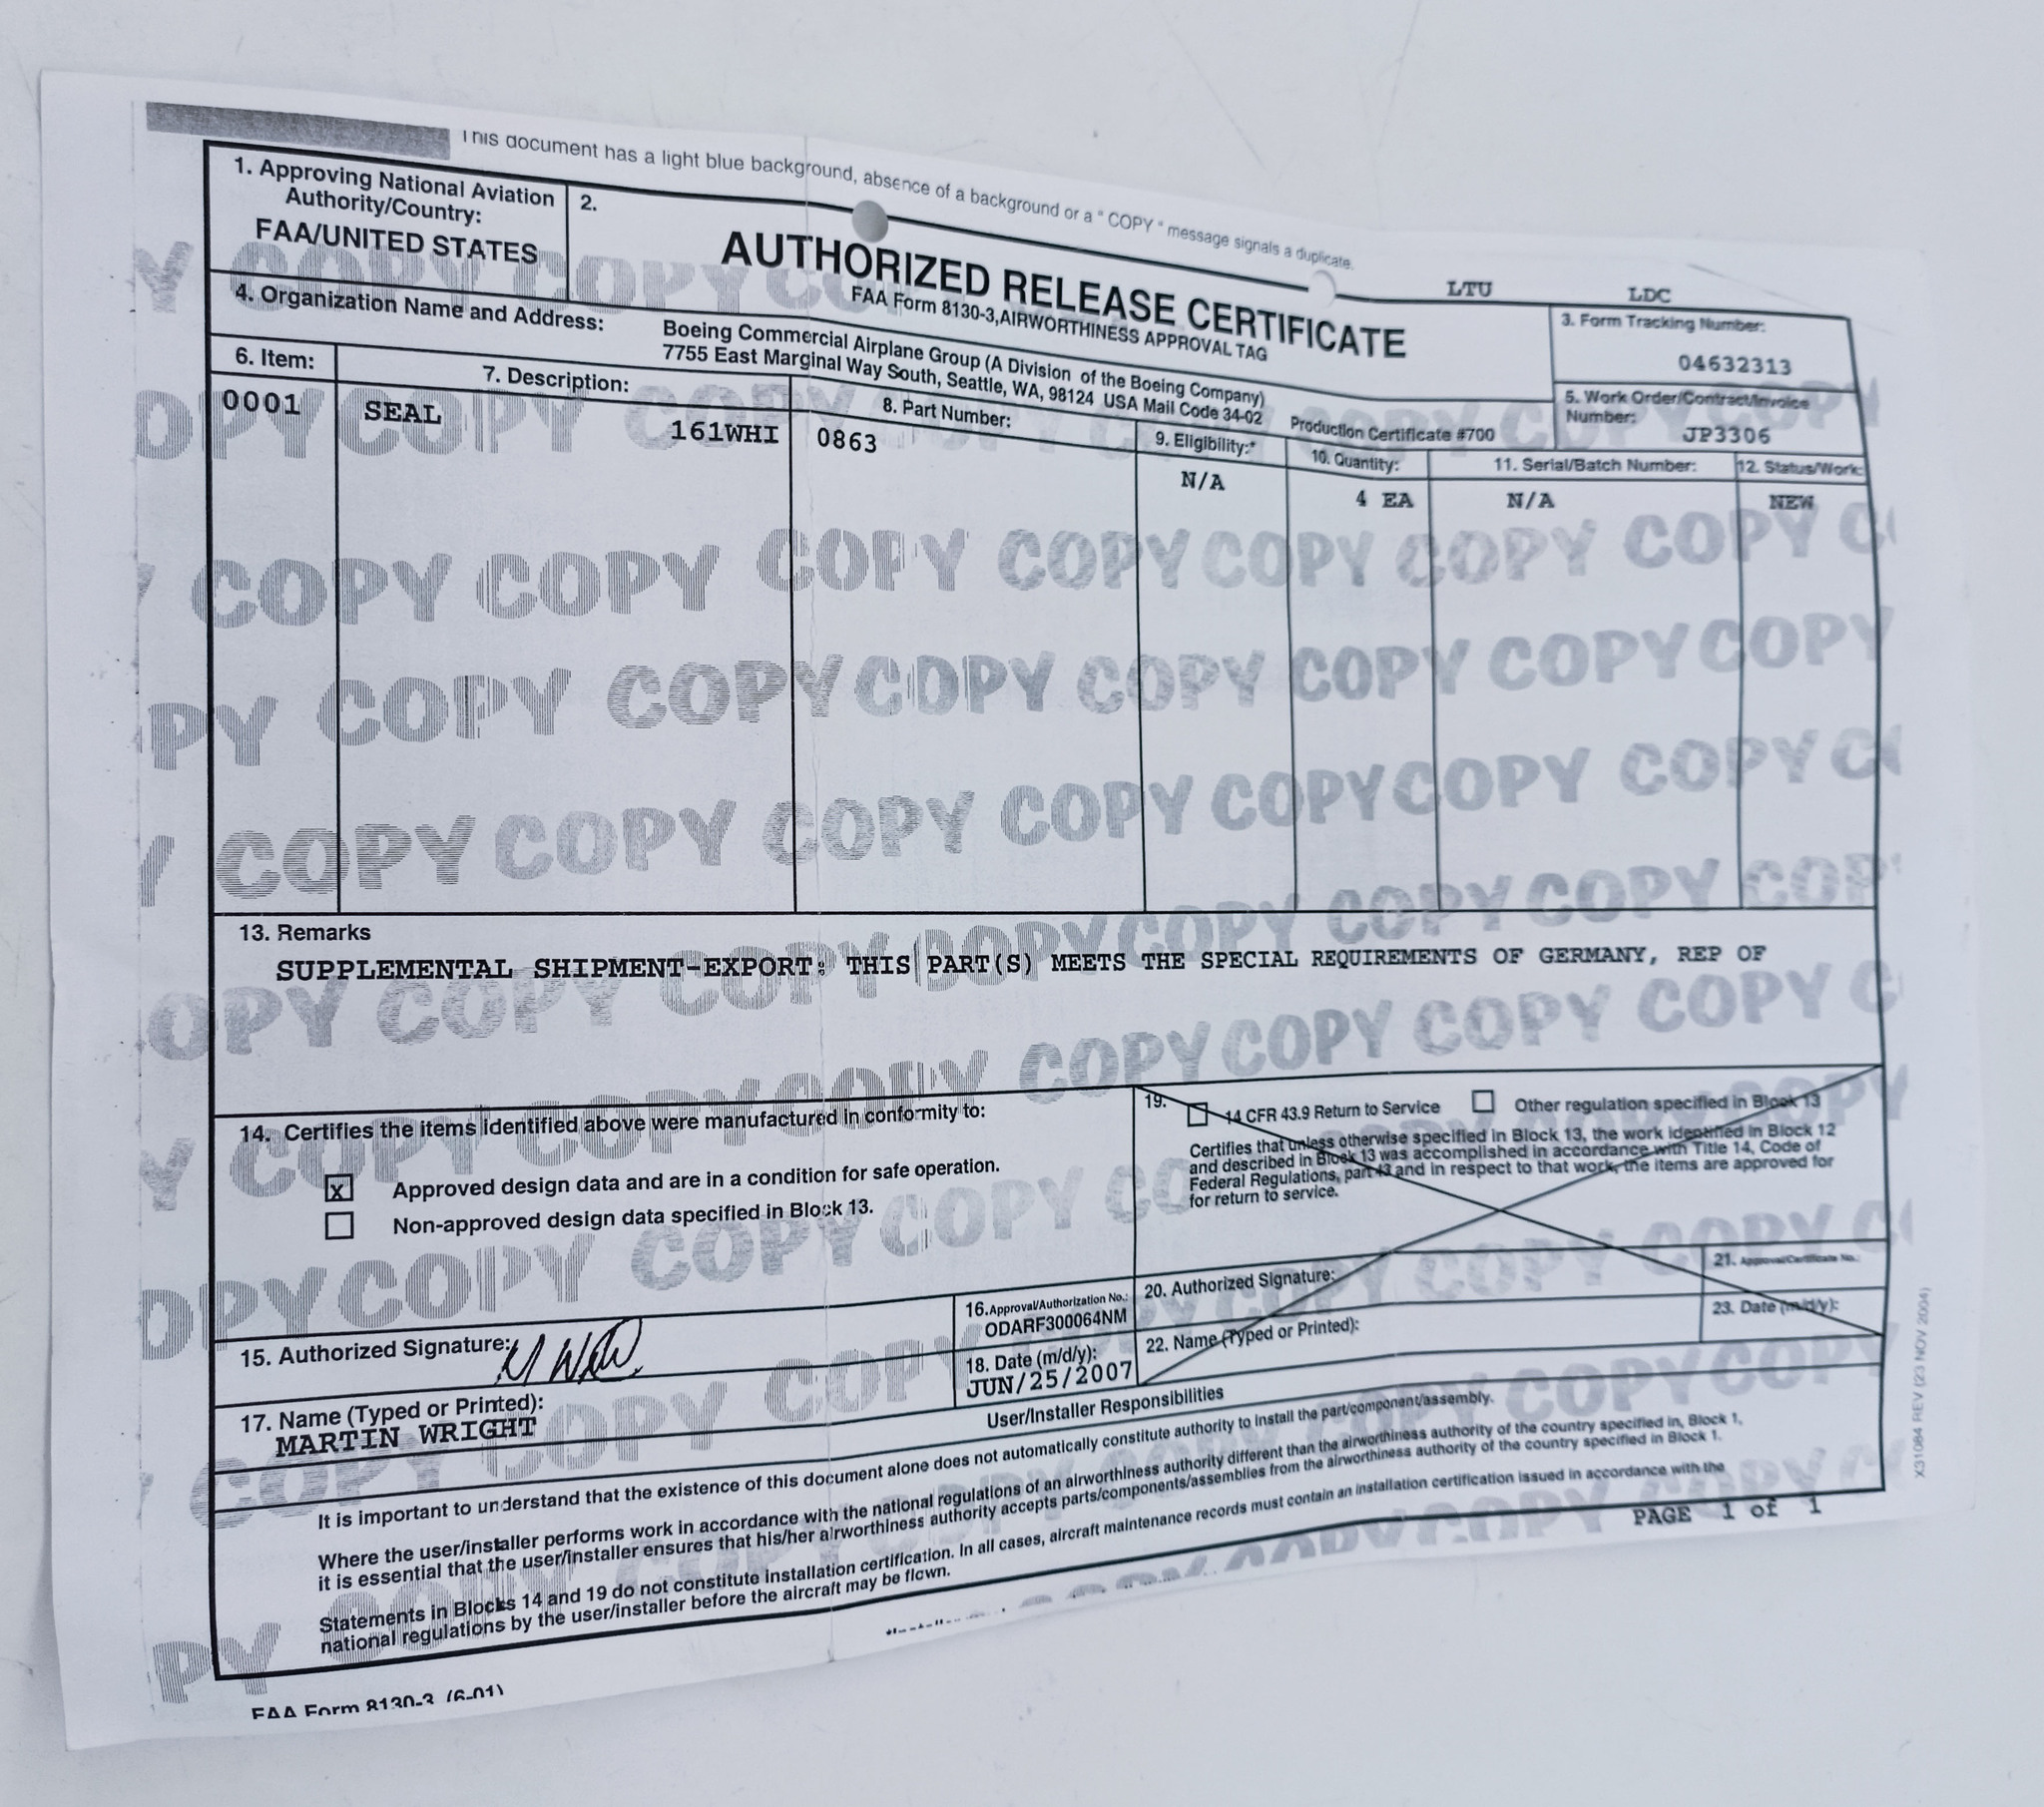 This document has a light blue background, absence of a background or a "COPY" message signals a duplicate.
LTU LDC
1. Approving National Aviation
Authority/Country:
FAA/UNITED STATES
2.
AUTHORIZED RELEASE CERTIFICATE
FAA Form 8130-3,AIRWORTHINESS APPROVAL TAG
3. Form Tracking Number:
04632313
4. Organization Name and Address:
Boeing Commercial Airplane Group (A Division of the Boeing Company)
7755 East Marginal Way South, Seattle, WA, 98124 USA Mail Code 34-02
Production Certificate #700
5. Work Order/Contract/Invoice
Number:
JP3306
6. Item: 7. Description: 8. Part Number: 9. Eligibility:* 10. Quantity: 11. Serial/Batch Number: 12. Status/Work:
0001 SEAL 161WHI 0863 N/A 4 EA N/A NEW
13. Remarks
SUPPLEMENTAL SHIPMENT-EXPORT: THIS PART(S) MEETS THE SPECIAL REQUIREMENTS OF GERMANY, REP OF
14. Certifies the items identified above were manufactured in conformity to:
x Approved design data and are in a condition for safe operation.
Non-approved design data specified in Block 13.
19. 14 CFR 43.9 Return to Service Other regulation specified in Block 13
Certifies that unless otherwise specified in Block 13, the work identified in Block 12
and described in Block 13 was accomplished in accordance with Title 14, Code of
Federal Regulations, part 43 and in respect to that work, the items are approved for
for return to service.
15. Authorized Signature:
16. Approval/Authorization No.:
ODARF300064NM
20. Authorized Signature:
21. Approval/Certificate No.:
17. Name (Typed or Printed):
MARTIN WRIGHT
18. Date (m/d/y):
JUN/25/2007
22. Name (Typed or Printed):
23. Date (m/d/y):
User/Installer Responsibilities
It is important to understand that the existence of this document alone does not automatically constitute authority to install the part/component/assembly.
Where the user/installer performs work in accordance with the national regulations of an airworthiness authority different than the airworthiness authority of the country specified in, Block 1,
it is essential that the user/installer ensures that his/her airworthiness authority accepts parts/components/assemblies from the airworthiness authority of the country specified in Block 1.
Statements in Blocks 14 and 19 do not constitute installation certification. In all cases, aircraft maintenance records must contain an installation certification issued in accordance with the
national regulations by the user/installer before the aircraft may be flown.
PAGE 1 of 1
FAA Form 8130-3 (6-01)
X31084 REV (23 NOV 2004)
COPY COPY COPY COPY COPY COPY COPY